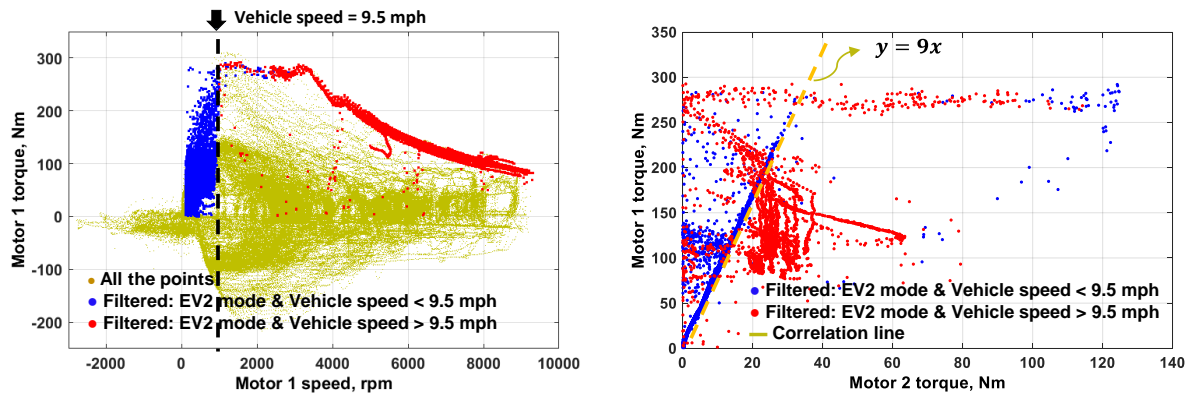 Vehicle speed = 9.5 mph
300
200
100
0
-100
-200
Motor 1 torque, Nm
All the points
Filtered: EV2 mode & Vehicle speed < 9.5 mph
Filtered: EV2 mode & Vehicle speed > 9.5 mph
-2000 0 2000 4000 6000 8000 10000
Motor 1 speed, rpm
350
300
250
200
150
100
50
0
Motor 1 torque, Nm
y = 9x
Filtered: EV2 mode & Vehicle speed < 9.5 mph
Filtered: EV2 mode & Vehicle speed > 9.5 mph
Correlation line
0 20 40 60 80 100 120 140
Motor 2 torque, Nm